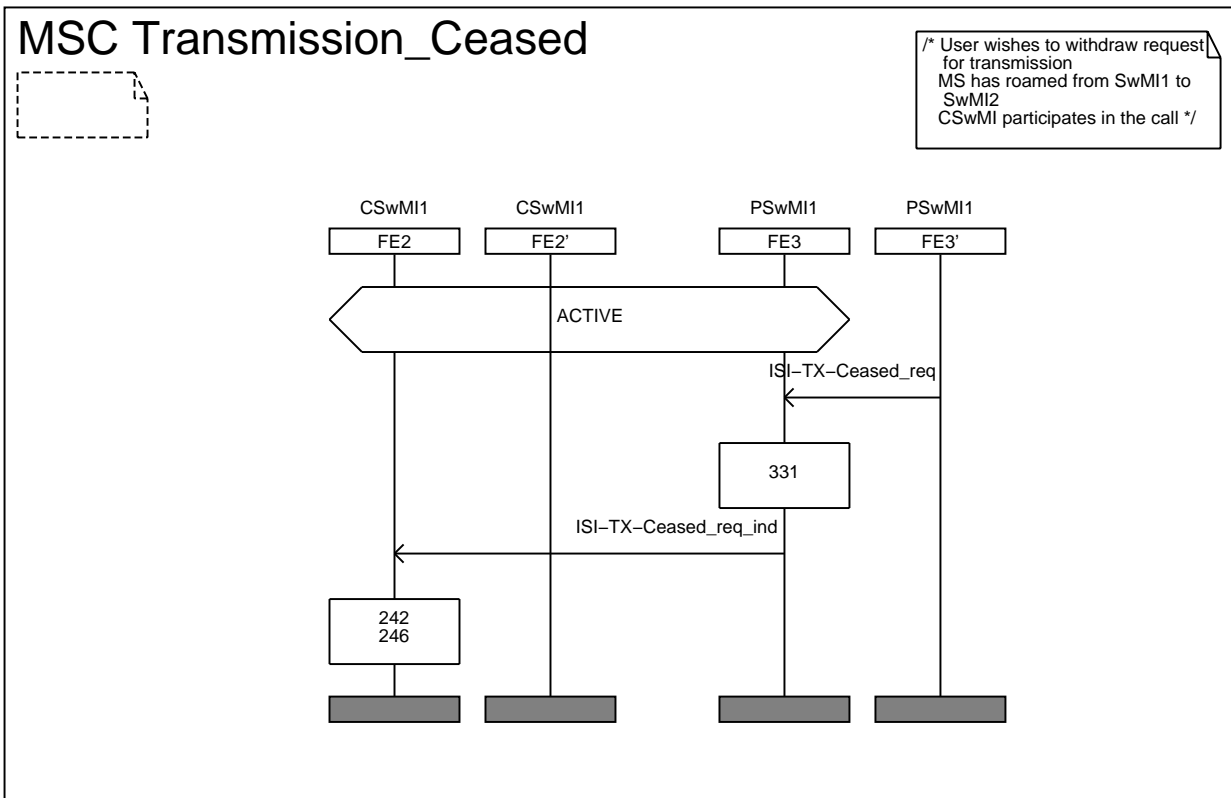 MSC Transmission_Ceased
/* User wishes to withdraw request
for transmission
MS has roamed from SwMI1 to
SwMI2
CSwMI participates in the call */
CSwMI1 CSwMI1 PSwMI1 PSwMI1
FE2 FE2’ FE3 FE3’
ACTIVE
ISI−TX−Ceased_req
331
ISI−TX−Ceased_req_ind
242
246